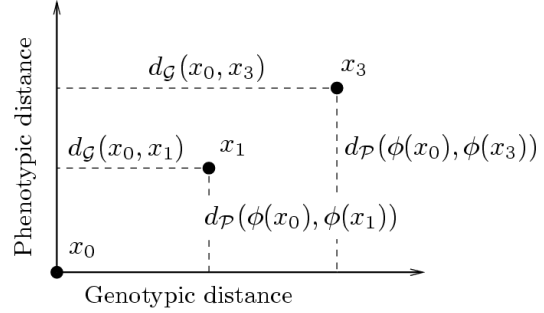 d_G(x_0, x_3)
x_3
d_G(x_0, x_1)
x_1
d_P(ϕ(x_0), ϕ(x_3))
d_P(ϕ(x_0), ϕ(x_1))
x_0
Phenotypic distance
Genotypic distance